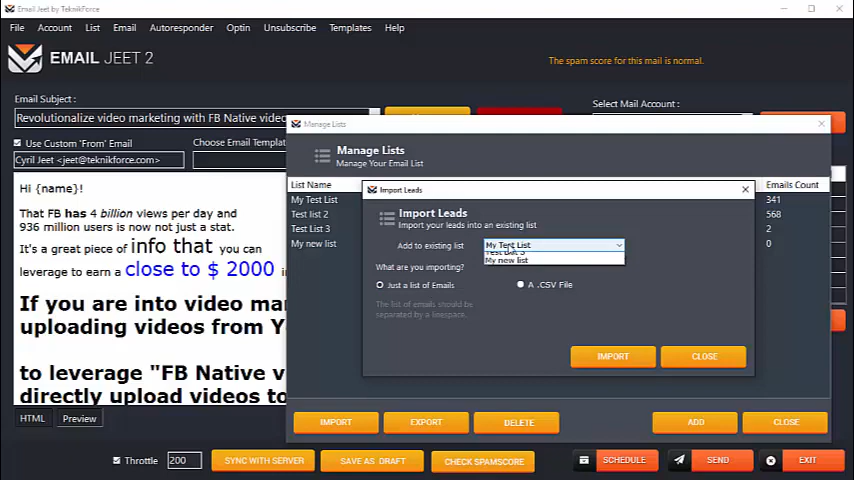 Email Jeet by TeknikForce
File Account List Email Autoresponder Optin Unsubscribe Templates Help
EMAIL JEET 2
The spam score for this mail is normal.
Email Subject :
Select Mail Account :
Revolutionalize video marketing with FB Native video
Use Custom "From" Email
Choose Email Templat
Cyril Jeet <jeet@teknikforce.com>
Hi {name}!
That FB has 4 billion views per day and
936 million users is now not just a stat.
It's a great piece of info that you
can
leverage to earn a close to $ 2000
If you are into video mar
uploading videos from Y
to leverage "FB Native v
directly upload videos to
HTML Preview
Manage Lists
Manage Lists
Manage Your Email List
List Name Emails Count
My Test List 341
Test list 2 568
Test List 3 2
My new list 0
Import Leads
Import Leads
Import your leads into an existing list
Add to existing list My Test List
My new list
What are you importing?
Just a list of Emails A .CSV File
The list of emails should be
separated by a linespace.
IMPORT CLOSE
IMPORT EXPORT DELETE ADD CLOSE
Throttle 200 SYNC WITH SERVER SAVE AS DRAFT CHECK SPAMSCORE SCHEDULE SEND EXIT